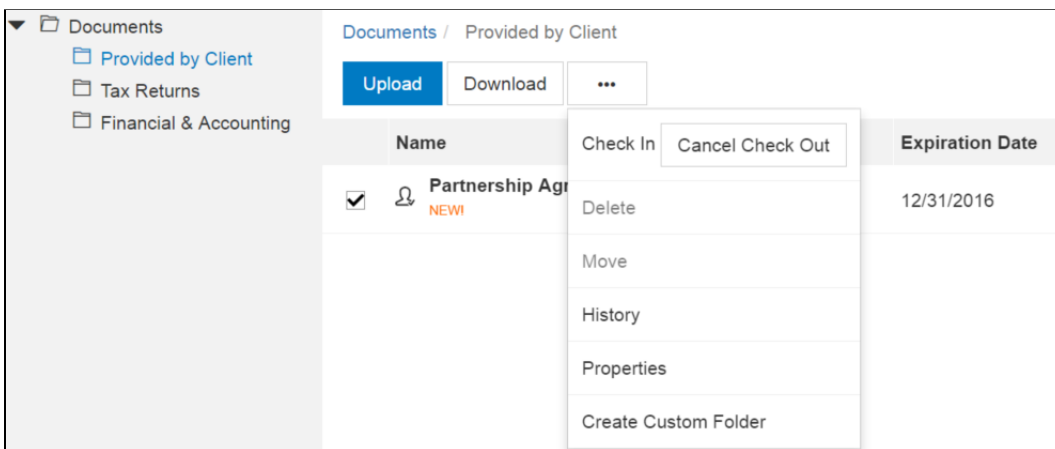 Documents
Provided by Client
Tax Returns
Financial & Accounting
Documents / Provided by Client
Upload Download •••
Name Expiration Date
Check In Cancel Check Out
Partnership Agr
NEW!
12/31/2016
Delete
Move
History
Properties
Create Custom Folder